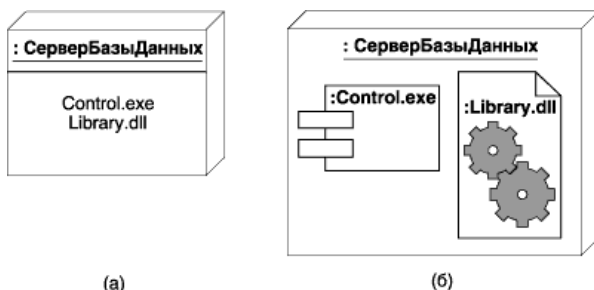 : СерверБазыДанных
Control.exe
Library.dll
(а)
: СерверБазыДанных
:Control.exe
:Library.dll
(б)